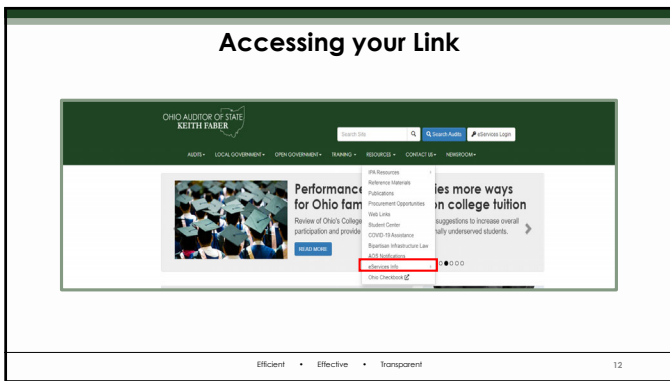 Accessing your Link
OHIO AUDITOR OF STATE
KEITH FABER
Search Site
Search Audits
eServices Login
AUDITS
LOCAL GOVERNMENT
OPEN GOVERNMENT
TRAINING
RESOURCES
CONTACT US
NEWSROOM
IPA Resources
Reference Materials
Publications
Procurement Opportunities
Web Links
Student Center
COVID-19 Assistance
Bipartisan Infrastructure Law
AOS Notifications
eServices Info
Ohio Checkbook
Performance
ies more ways
for Ohio fam
on college tuition
Review of Ohio's College
suggestions to increase overall
participation and provide
nally underserved students.
READ MORE
Efficient • Effective • Transparent
12